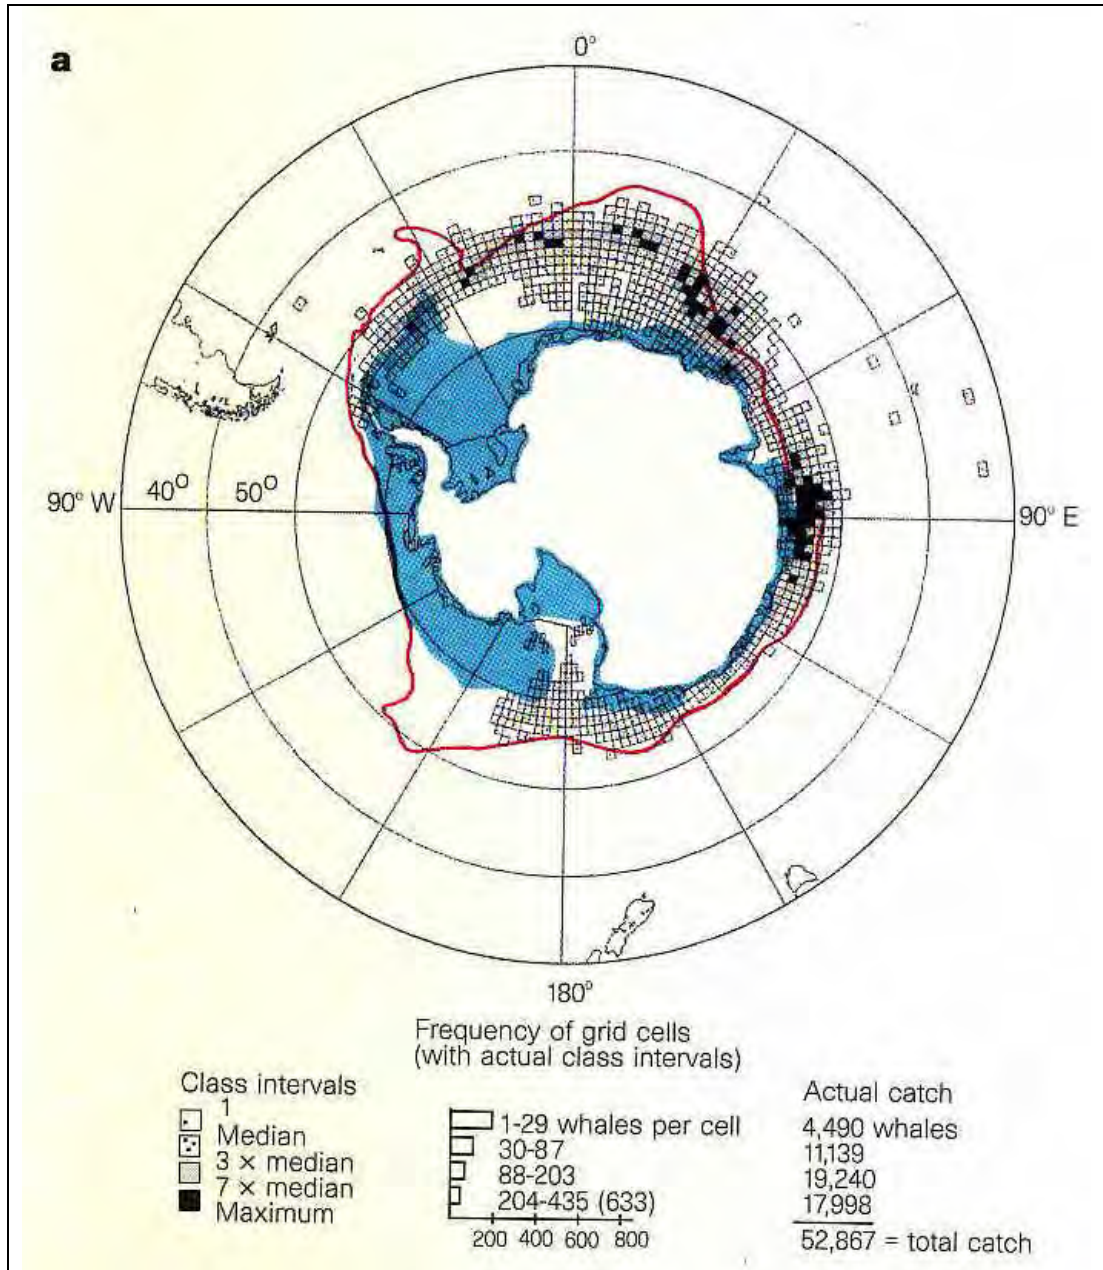 a
0°
90° W
40°
50°
90° E
180°
Frequency of grid cells
(with actual class intervals)
Class intervals
1
Median
3 × median
7 × median
Maximum
1-29 whales per cell
30-87
88-203
204-435 (633)
200 400 600 800
Actual catch
4,490 whales
11,139
19,240
17,998
52,867 = total catch